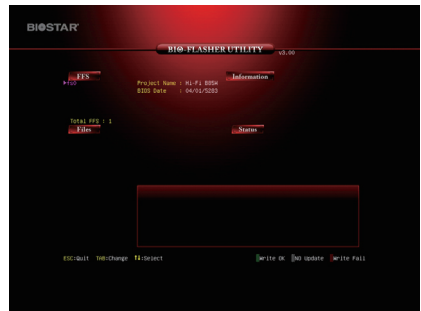 BIOSTAR
BIO-FLASHER UTILITY v3.00
FFS
Information
fs0
Project Name : Hi-Fi B85W
BIOS Date : 04/01/5203
Total FFS : 1
Files
Status
ESC:Quit TAB:Change ↑↓:Select
Write OK NO Update Write Fail